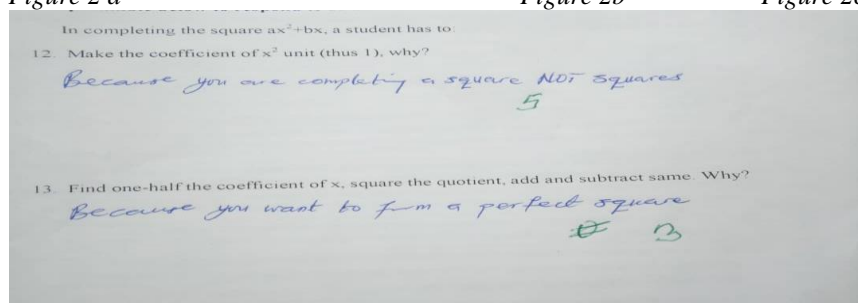 Figure 2 a Figure 2b Figure 2c
In completing the square ax²+bx, a student has to:
12. Make the coefficient of x² unit (thus 1), why?
Because you are completing a square NOT squares
5
13. Find one-half the coefficient of x, square the quotient, add and subtract same. Why?
Because you want to form a perfect square
3